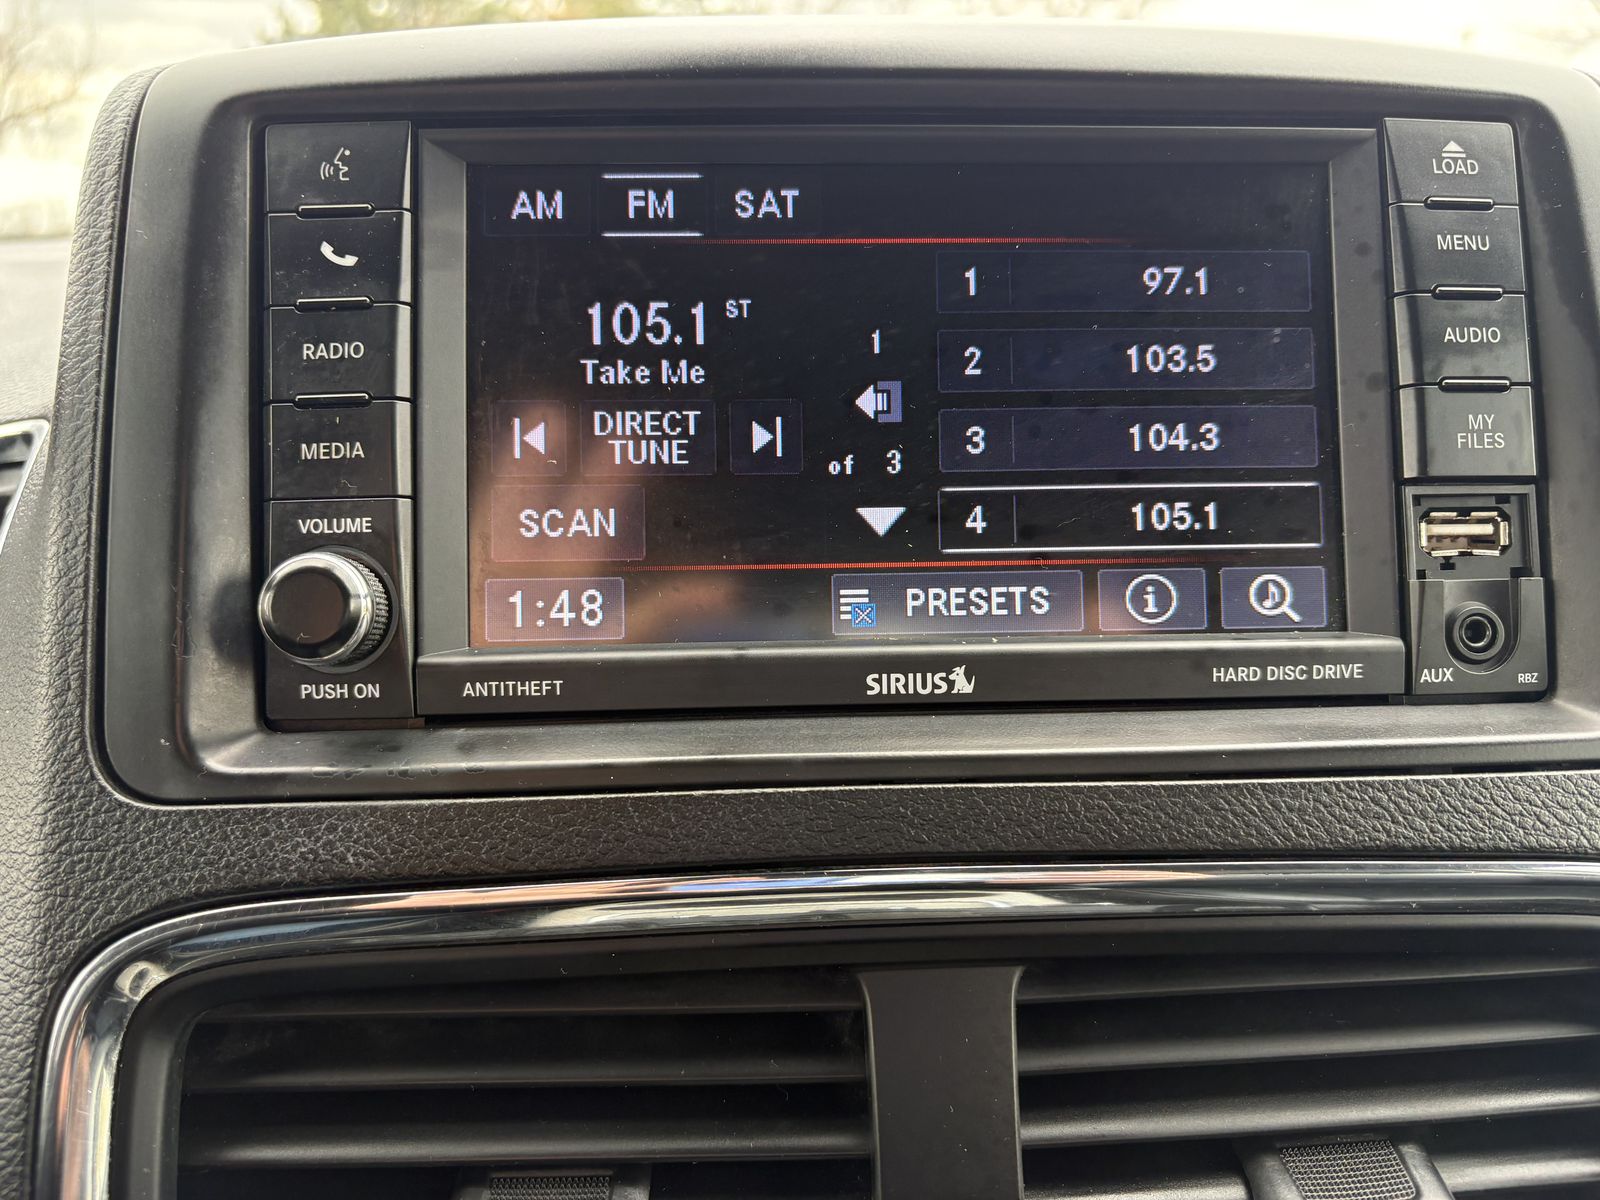 AM FM SAT
105.1 ST
Take Me
DIRECT
TUNE
SCAN
1:48
1
of 3
1 97.1
2 103.5
3 104.3
4 105.1
PRESETS
i
RADIO
MEDIA
VOLUME
PUSH ON
ANTITHEFT
SIRIUS
HARD DISC DRIVE
LOAD
MENU
AUDIO
MY
FILES
AUX
RBZ